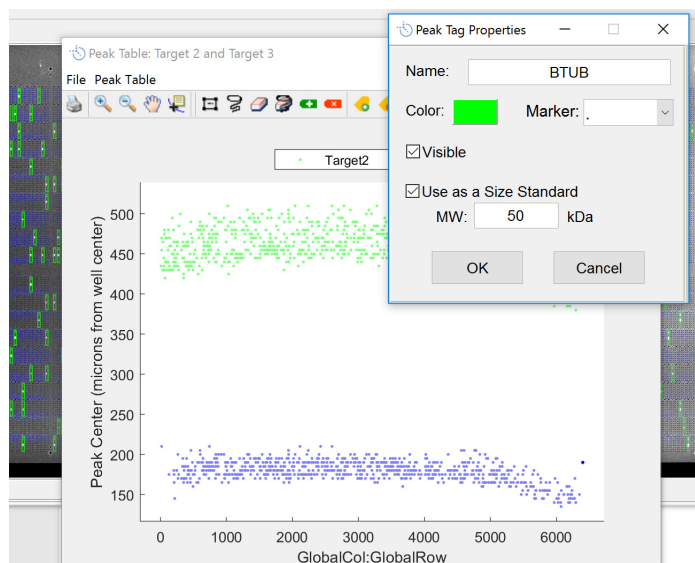 Peak Table: Target 2 and Target 3
File Peak Table
Target2
Peak Center (microns from well center)
500
450
400
350
300
250
200
150
0 1000 2000 3000 4000 5000 6000
GlobalCol:GlobalRow
Peak Tag Properties
Name: BTUB
Color: Marker: .
Visible
Use as a Size Standard
MW: 50 kDa
OK Cancel